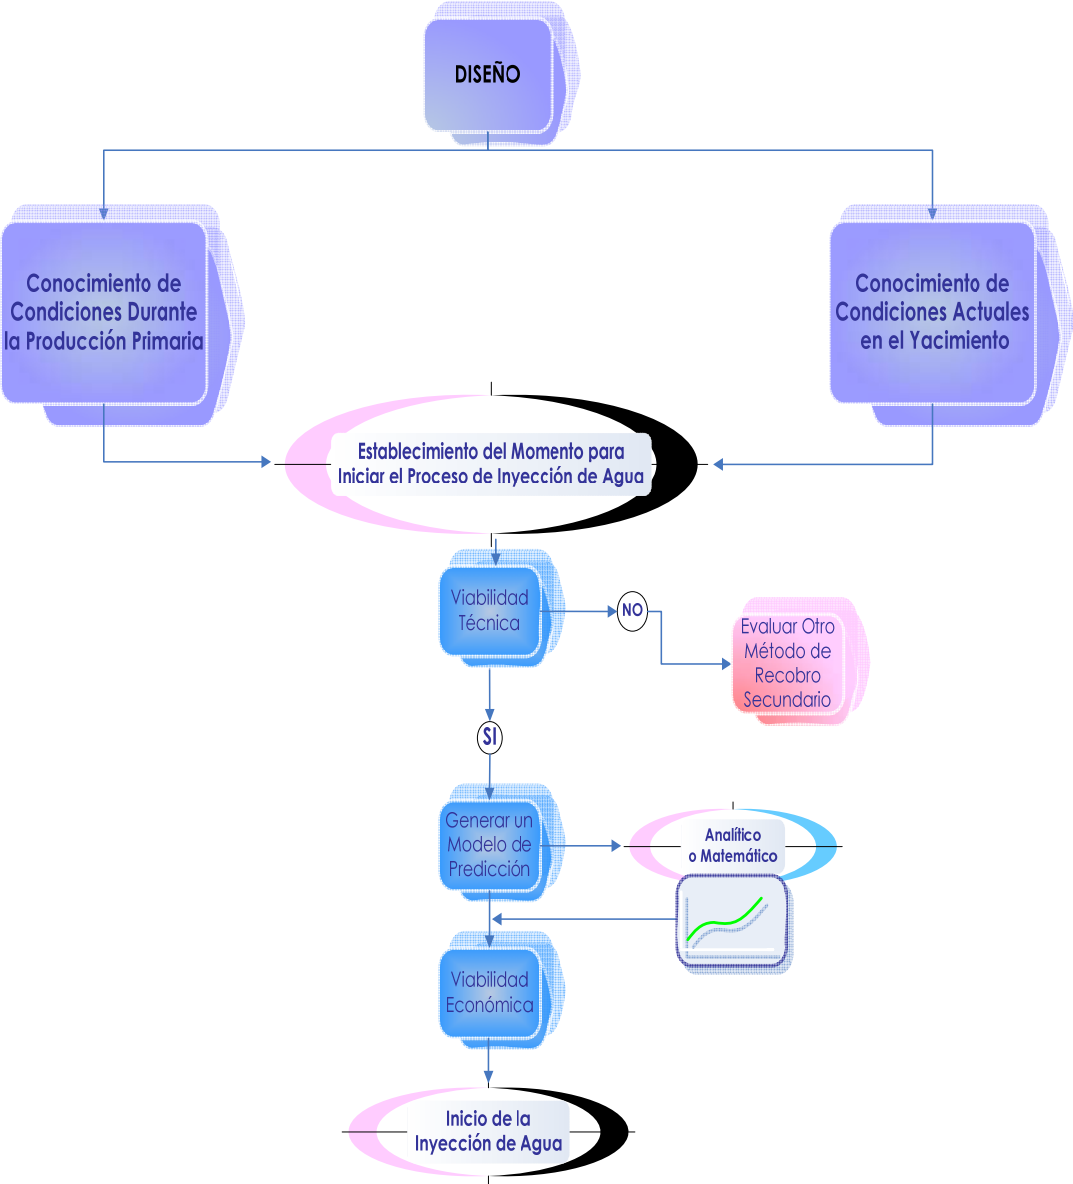 DISEÑO
Conocimiento de
Condiciones Durante
la Producción Primaria
Conocimiento de
Condiciones Actuales
en el Yacimiento
Establecimiento del Momento para
Iniciar el Proceso de Inyección de Agua
Viabilidad
Técnica
NO
Evaluar Otro
Método de
Recobro
Secundario
SI
Generar un
Modelo de
Predicción
Analítico
o Matemático
Viabilidad
Económica
Inicio de la
Inyección de Agua